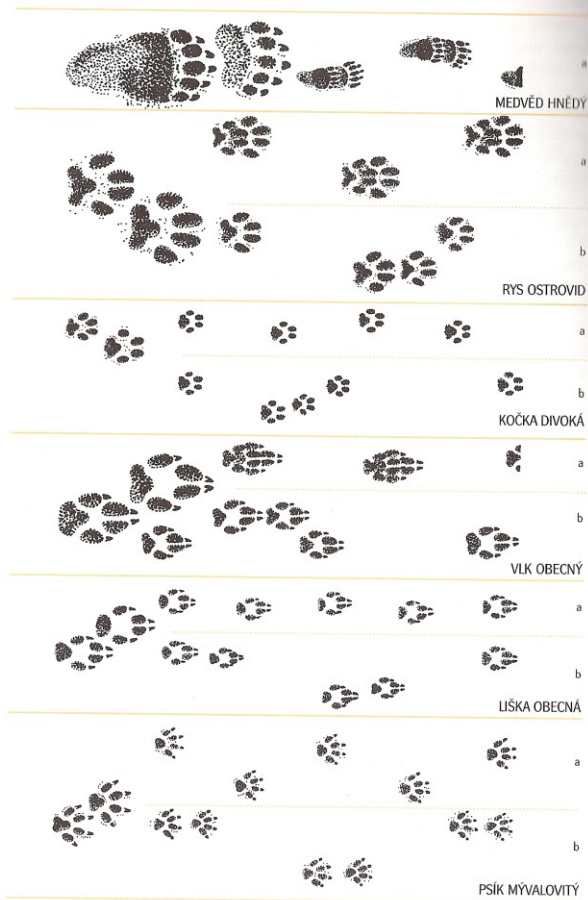 a
MEDVĚD HNĚDÝ
a
b
RYS OSTROVID
a
b
KOČKA DIVOKÁ
a
b
VLK OBECNÝ
a
b
LIŠKA OBECNÁ
a
b
PSÍK MÝVALOVITÝ